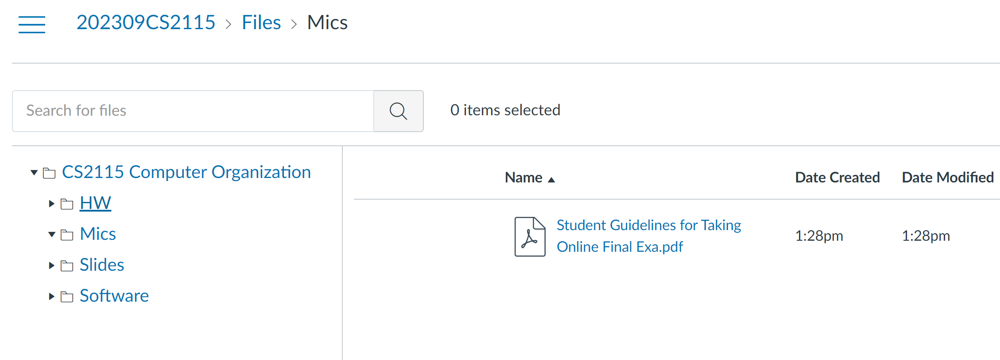 202309CS2115 > Files > Mics
Search for files
0 items selected
CS2115 Computer Organization
HW
Mics
Slides
Software
Name Date Created Date Modified
Student Guidelines for Taking
Online Final Exa.pdf
1:28pm 1:28pm